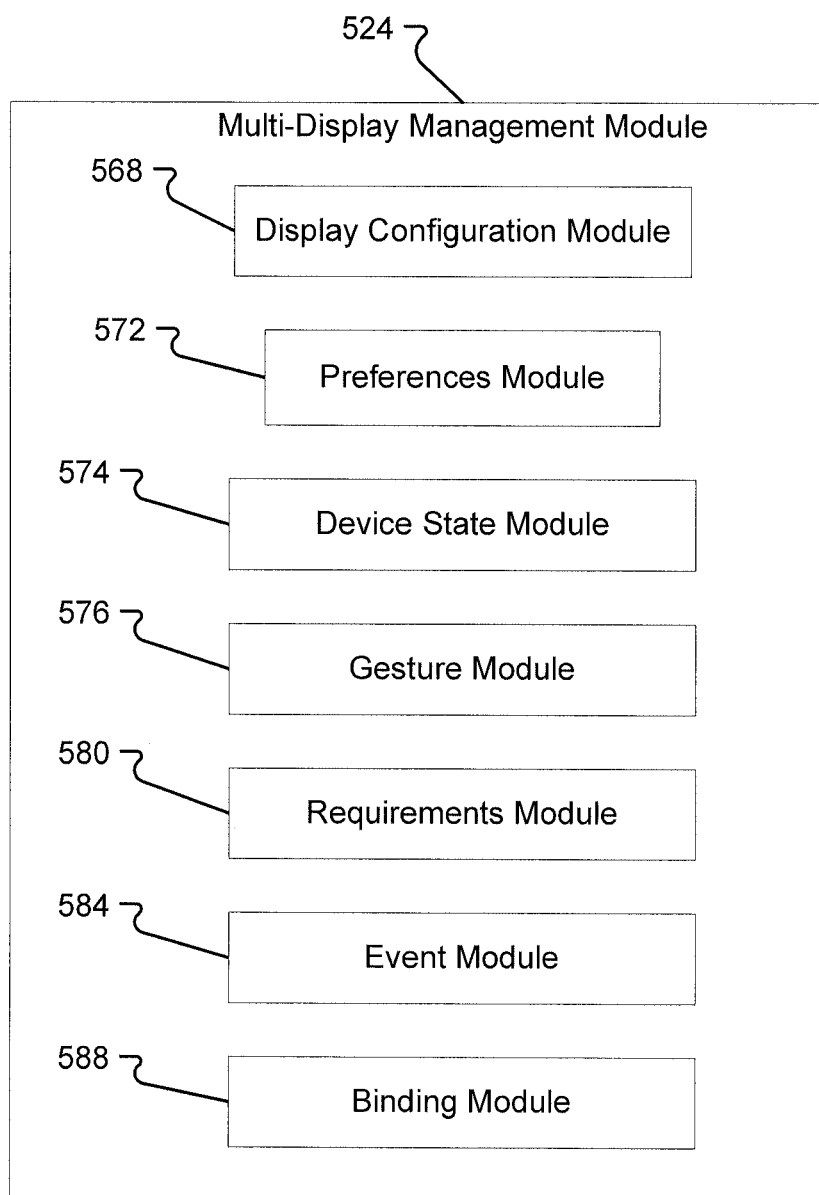 524
Multi-Display Management Module
568
Display Configuration Module
572
Preferences Module
574
Device State Module
576
Gesture Module
580
Requirements Module
584
Event Module
588
Binding Module